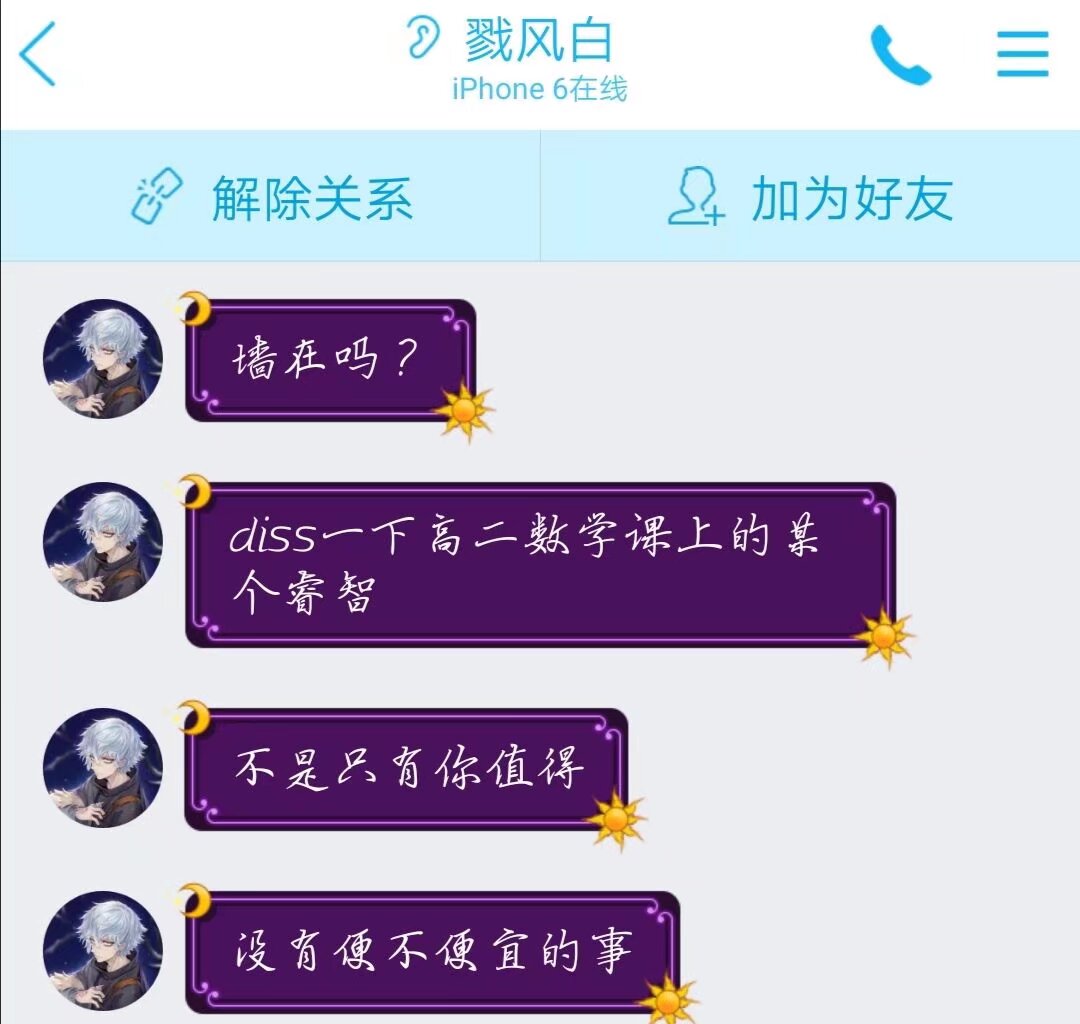 戮风白
iPhone 6在线
解除关系
加为好友
墙在吗？
diss一下高二数学课上的某
个睿智
不是只有你值得
没有便不便宜的事